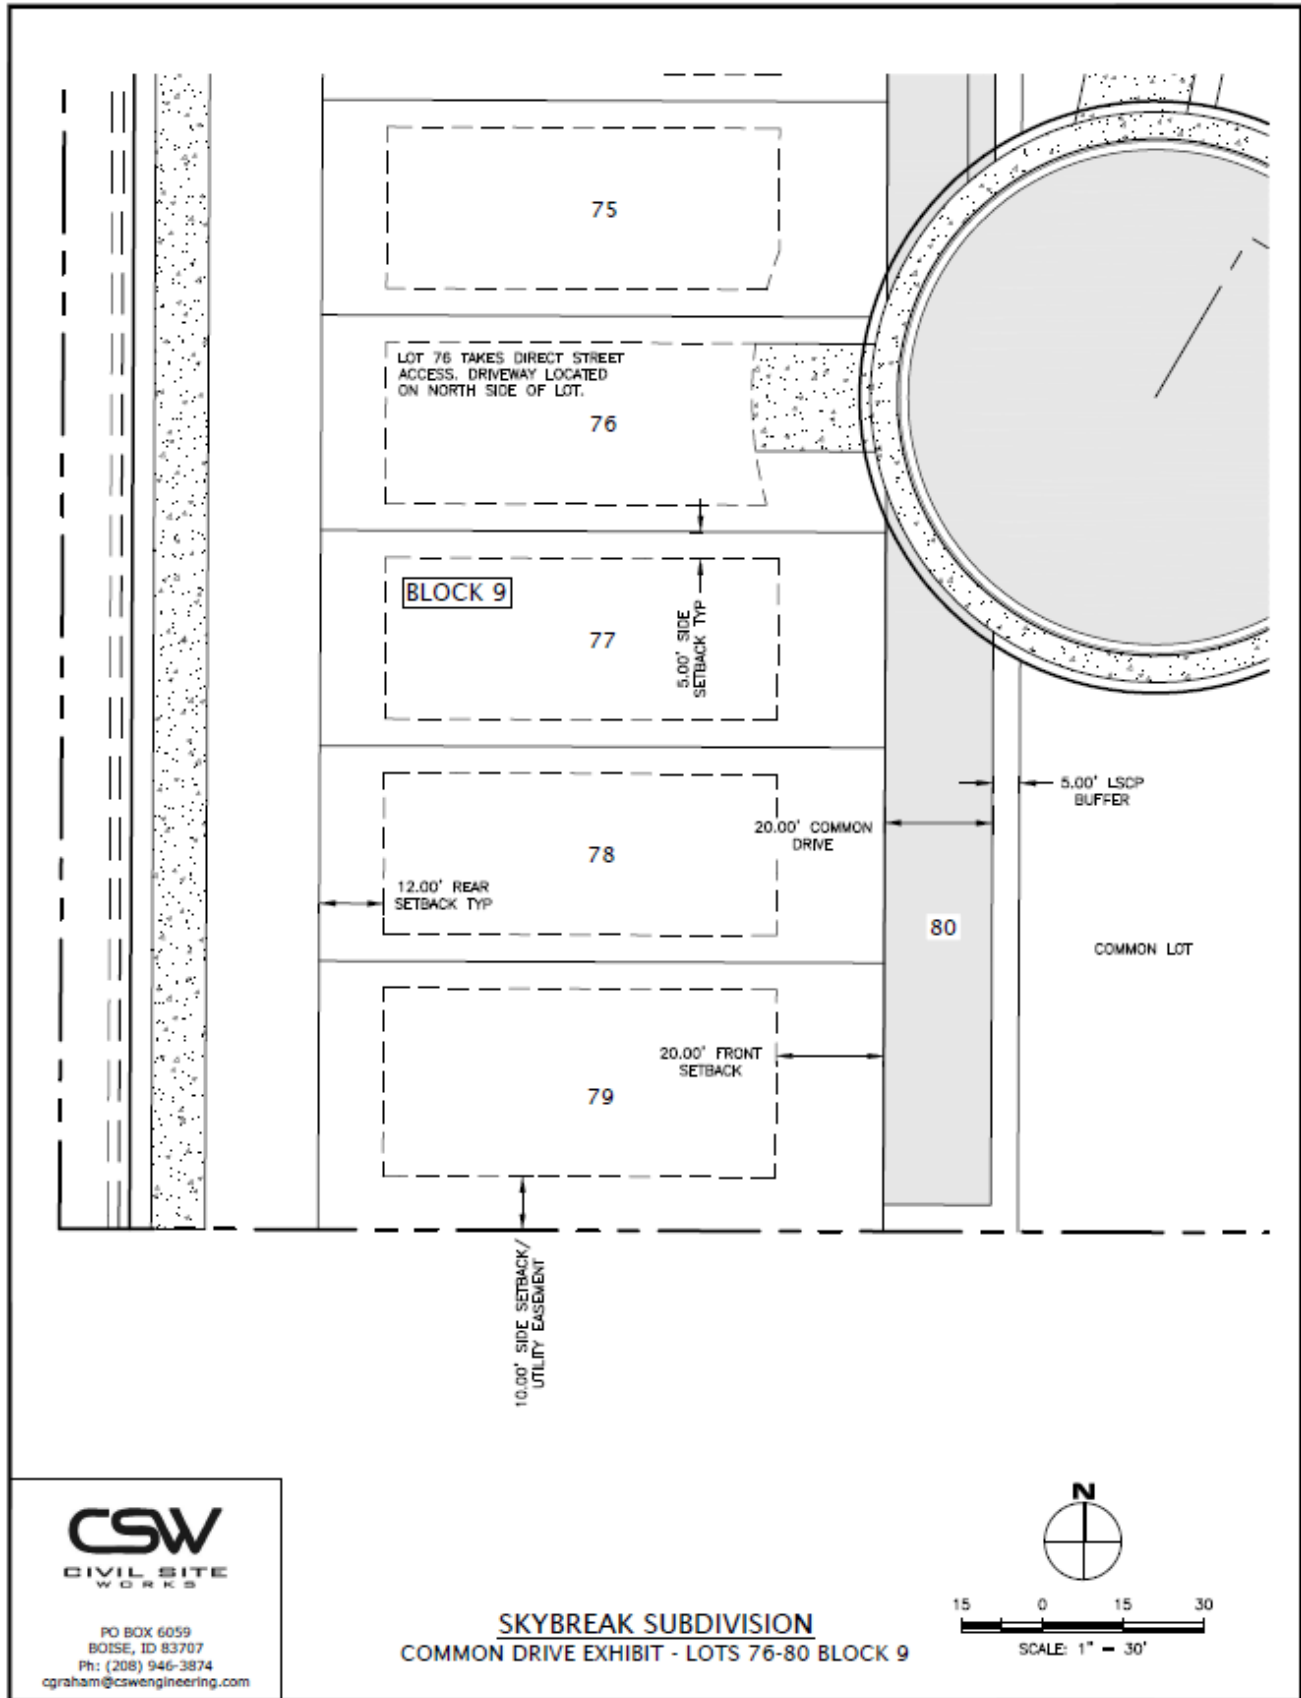 75
LOT 76 TAKES DIRECT STREET
ACCESS. DRIVEWAY LOCATED
ON NORTH SIDE OF LOT.
76
BLOCK 9
77
5.00' SIDE
SETBACK TYP
5.00' LSCP
BUFFER
20.00' COMMON
DRIVE
78
12.00' REAR
SETBACK TYP
80
COMMON LOT
20.00' FRONT
SETBACK
79
10.00' SIDE SETBACK/
UTILITY EASEMENT
CSW
CIVIL SITE
WORKS
PO BOX 6059
BOISE, ID 83707
Ph: (208) 946-3874
cgraham@cswengineering.com
SKYBREAK SUBDIVISION
COMMON DRIVE EXHIBIT - LOTS 76-80 BLOCK 9
N
15 0 15 30
SCALE: 1" = 30'